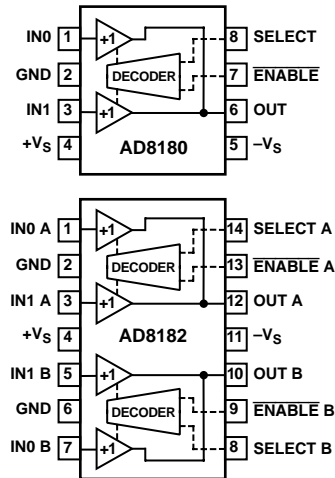 IN0 1 +1 8 SELECT
GND 2 DECODER 7 ENABLE
IN1 3 +1 6 OUT
+VS 4 AD8180 5 –VS
IN0 A 1 +1 14 SELECT A
GND 2 DECODER 13 ENABLE A
IN1 A 3 +1 12 OUT A
+VS 4 AD8182 11 –VS
IN1 B 5 +1 10 OUT B
GND 6 DECODER 9 ENABLE B
IN0 B 7 +1 8 SELECT B